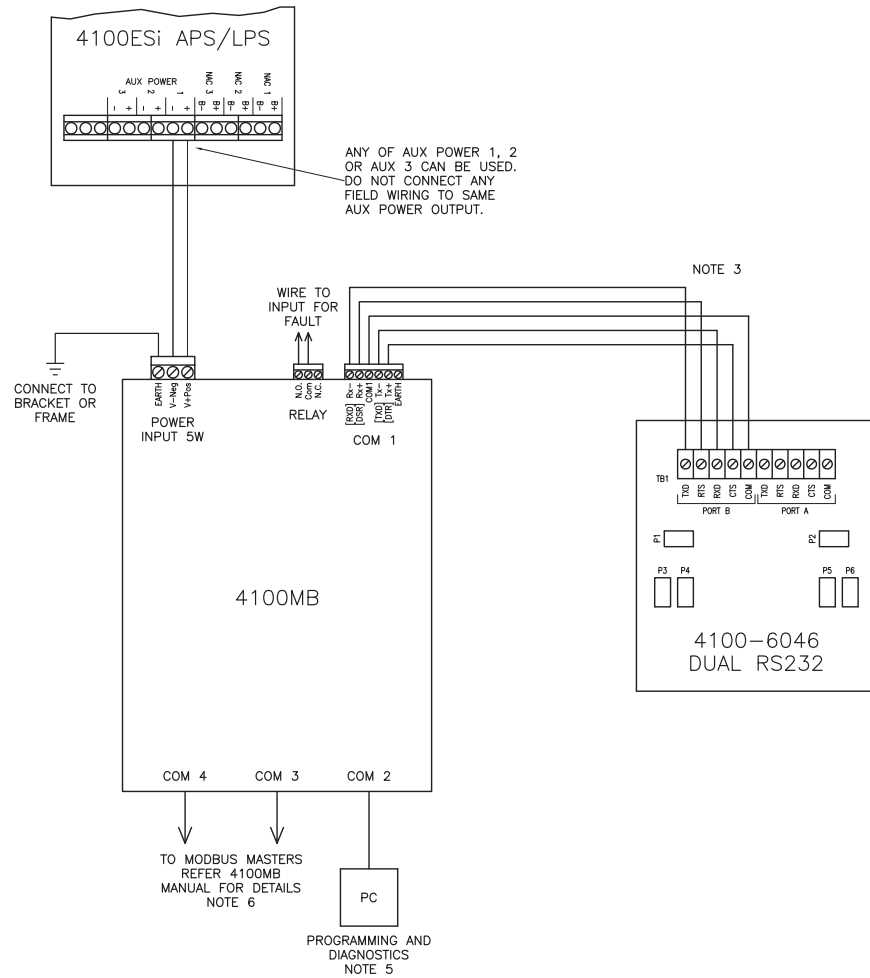 4100ESi APS/LPS
AUX POWER
3 2 1
NAC 3
NAC 2
NAC 1
- + - + - + B- B+ B- B+ B- B+
ANY OF AUX POWER 1, 2
OR AUX 3 CAN BE USED.
DO NOT CONNECT ANY
FIELD WIRING TO SAME
AUX POWER OUTPUT.
NOTE 3
WIRE TO
INPUT FOR
FAULT
CONNECT TO
BRACKET OR
FRAME
EARTH
V-Neg
V+Pos
POWER
INPUT 5W
N.O.
Com
N.C.
RELAY
[RXD] Rx-
[DSR] Rx+
COM1
[TXD] Tx-
[DTR] Tx+
EARTH
COM 1
TB1
TXD
RTS
RXD
CTS
COM
TXD
RTS
RXD
CTS
COM
PORT B
PORT A
P1
P2
P3
P4
P5
P6
4100-6046
DUAL RS232
4100MB
COM 4
COM 3
COM 2
TO MODBUS MASTERS
REFER 4100MB
MANUAL FOR DETAILS
NOTE 6
PC
PROGRAMMING AND
DIAGNOSTICS
NOTE 5